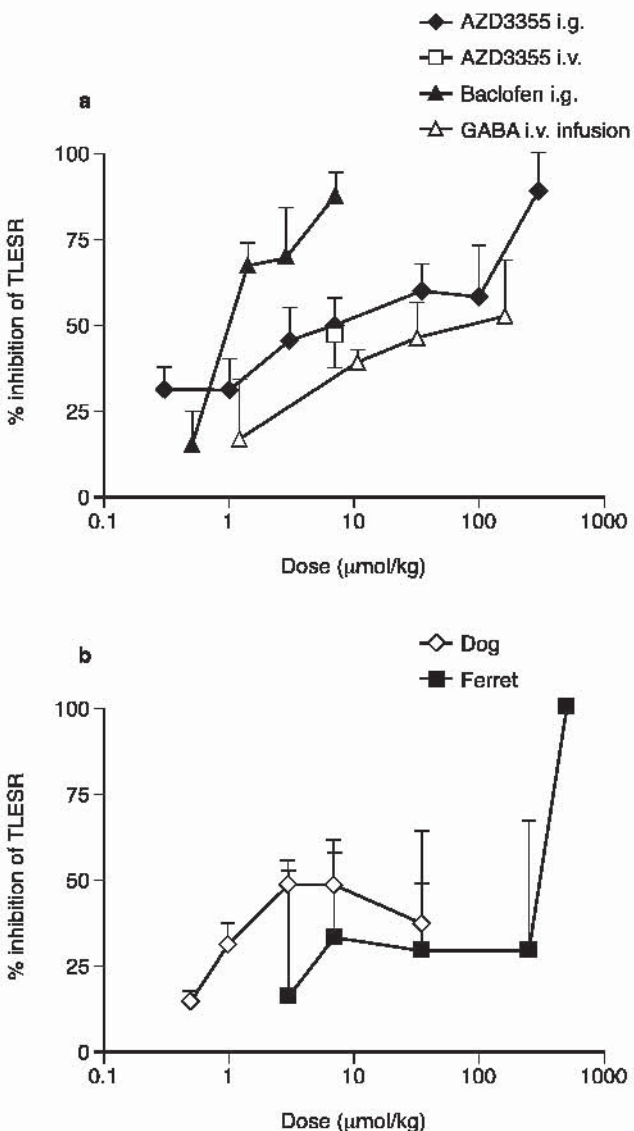 AZD3355 i.g.
AZD3355 i.v.
Baclofen i.g.
GABA i.v. infusion
a
100
75
50
25
0
% inhibition of TLESR
0.1 1 10 100 1000
Dose (µmol/kg)
b
Dog
Ferret
100
75
50
25
0
% inhibition of TLESR
0.1 1 10 100 1000
Dose (µmol/kg)